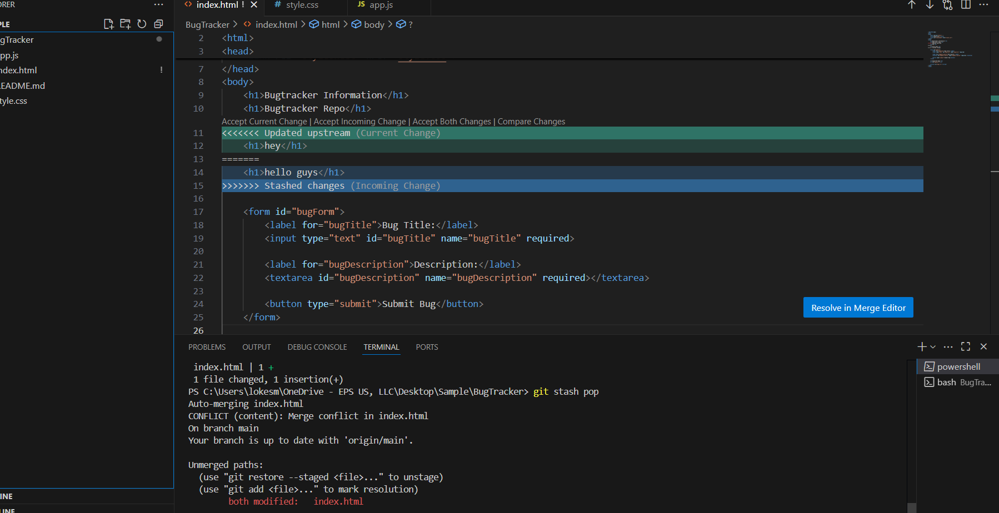 ORER
index.html !
style.css
JS app.js
PLE
BugTracker > index.html > html > body > ?
gTracker
pp.js
ndex.html !
EADME.md
tyle.css
2 <html>
3 <head>
7 </head>
8 <body>
9 <h1>Bugtracker Information</h1>
10 <h1>Bugtracker Repo</h1>
Accept Current Change | Accept Incoming Change | Accept Both Changes | Compare Changes
11 <<<<<<< Updated upstream (Current Change)
12 <h1>hey</h1>
13 =======
14 <h1>hello guys</h1>
15 >>>>>>> Stashed changes (Incoming Change)
16
17 <form id="bugForm">
18 <label for="bugTitle">Bug Title:</label>
19 <input type="text" id="bugTitle" name="bugTitle" required>
20
21 <label for="bugDescription">Description:</label>
22 <textarea id="bugDescription" name="bugDescription" required></textarea>
23
24 <button type="submit">Submit Bug</button>
25 </form>
26
Resolve in Merge Editor
PROBLEMS OUTPUT DEBUG CONSOLE TERMINAL PORTS
index.html | 1 +
1 file changed, 1 insertion(+)
PS C:\Users\lokesm\OneDrive - EPS US, LLC\Desktop\Sample\BugTracker> git stash pop
Auto-merging index.html
CONFLICT (content): Merge conflict in index.html
On branch main
Your branch is up to date with 'origin/main'.
Unmerged paths:
(use "git restore --staged <file>..." to unstage)
(use "git add <file>..." to mark resolution)
both modified: index.html
powershell
bash BugTra...
INE
LINE